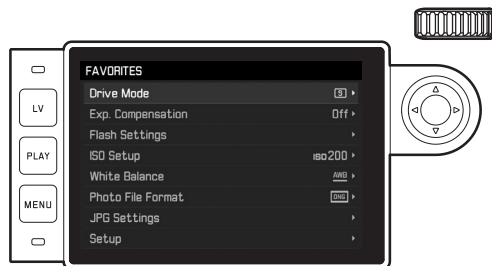 LV
PLAY
MENU
FAVORITES
Drive Mode S
Exp. Compensation Off
Flash Settings
ISO Setup ISO200
White Balance AWB
Photo File Format DNG
JPG Settings
Setup